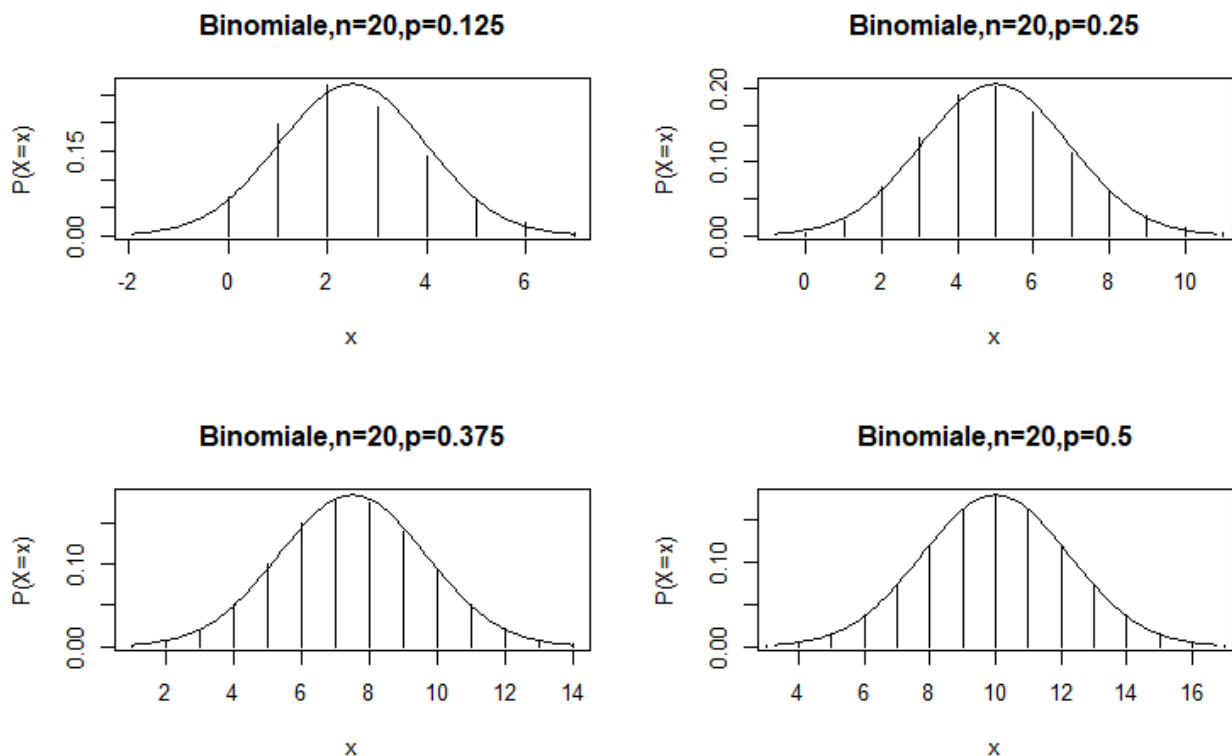 Binomiale,n=20,p=0.125
P(X=x)
0.00 0.15
-2 0 2 4 6
x
Binomiale,n=20,p=0.25
P(X=x)
0.00 0.10 0.20
0 2 4 6 8 10
x
Binomiale,n=20,p=0.375
P(X=x)
0.00 0.10
2 4 6 8 10 12 14
x
Binomiale,n=20,p=0.5
P(X=x)
0.00 0.10
4 6 8 10 12 14 16
x